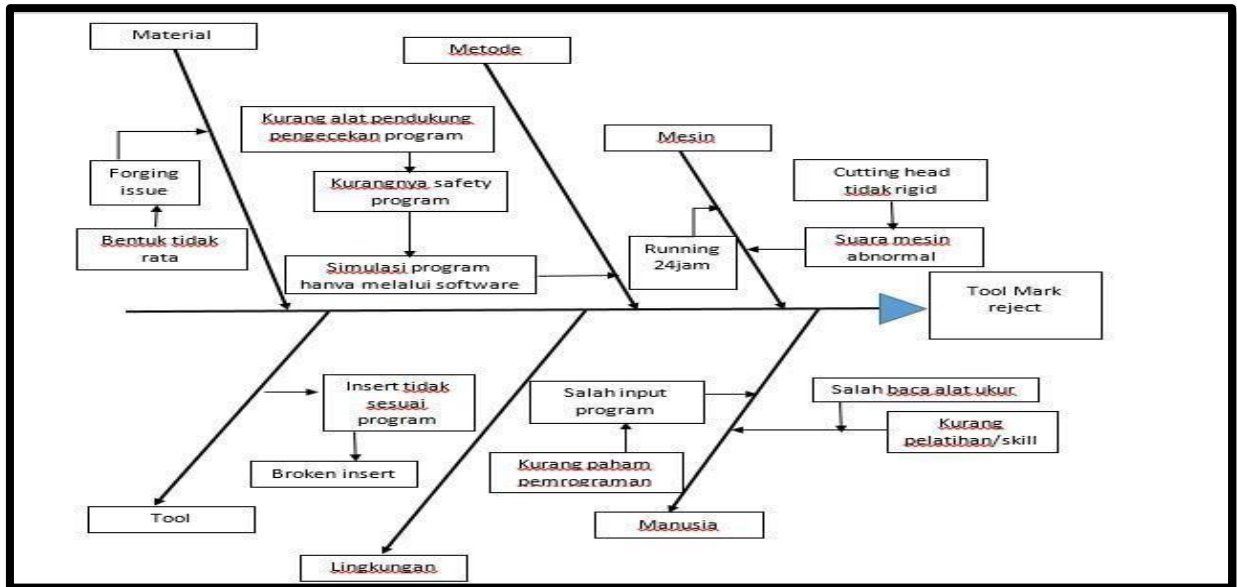 Material
Metode
Kurang alat pendukung
pengecekan program
Mesin
Forging
issue
Kurangnya safety
program
Cutting head
tidak rigid
Bentuk tidak
rata
Simulasi program
hanya melalui software
Running
24jam
Suara mesin
abnormal
Tool Mark
reject
Insert tidak
sesuai
program
Salah input
program
Salah baca alat ukur
Kurang
pelatihan/skill
Broken insert
Kurang paham
pemrograman
Tool
Manusia
Lingkungan